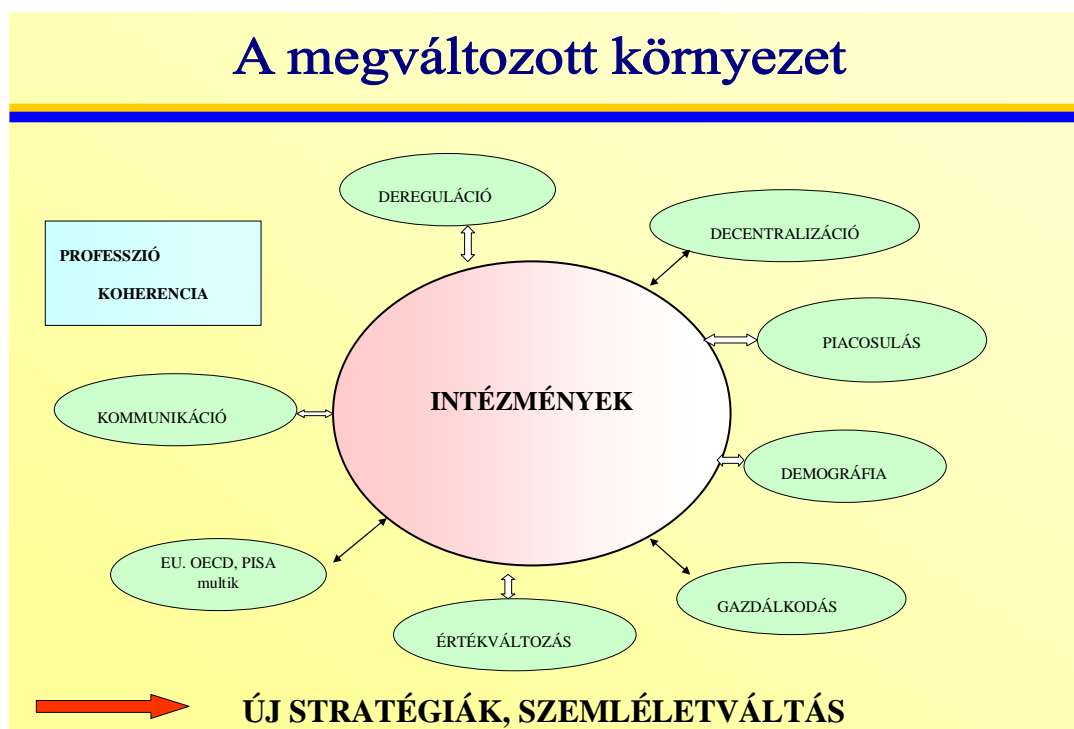 A megváltozott környezet
DEREGULÁCIÓ
DECENTRALIZÁCIÓ
PROFESSZIÓ
KOHERENCIA
PIACOSULÁS
INTÉZMÉNYEK
KOMMUNIKÁCIÓ
DEMOGRÁFIA
EU. OECD, PISA
multik
GAZDÁLKODÁS
ÉRTÉKVÁLTOZÁS
ÚJ STRATÉGIÁK, SZEMLÉLETVÁLTÁS